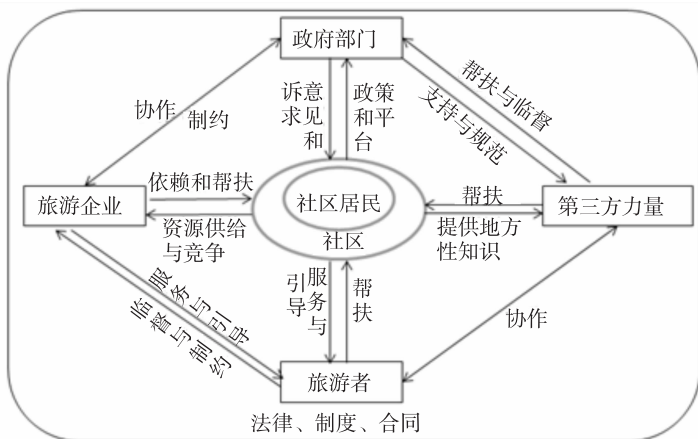 政府部门
协作
制约
诉意
求见
和
政策
和平
台
帮扶与临督
支持与规范
旅游企业
依赖和帮扶
资源供给
与竞争
社区居民
社区
帮扶
提供地方
性知识
第三方力量
服务与引导
临督与制约
引服
导务
与
帮
扶
协作
旅游者
法律、制度、合同